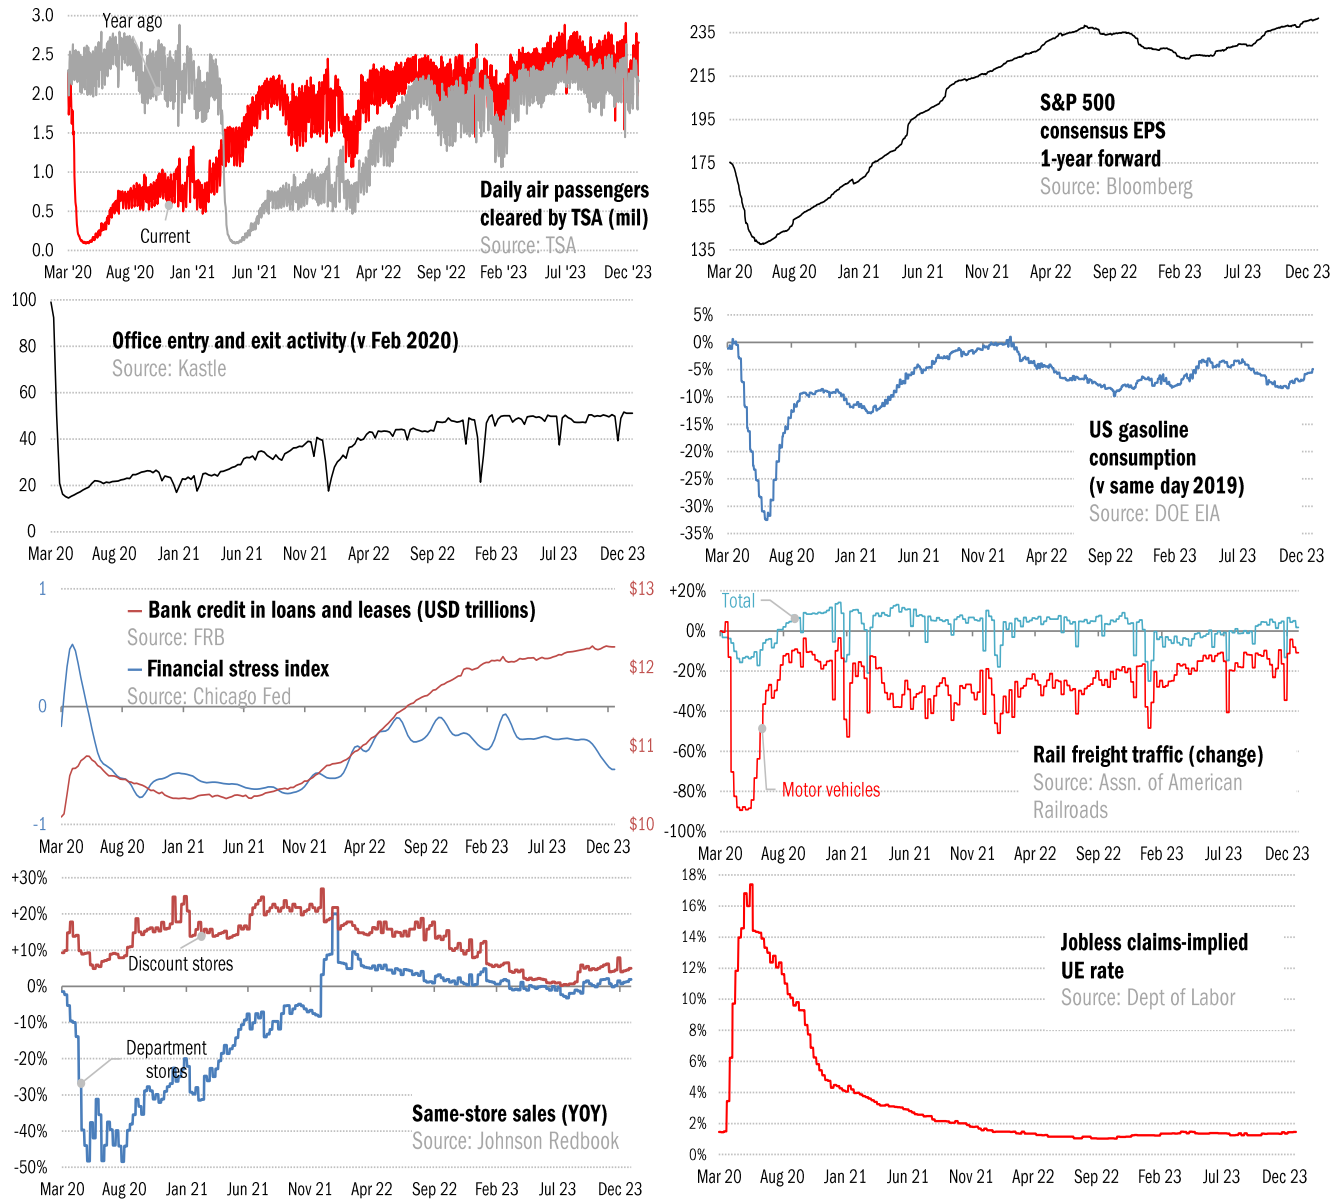 3.0
Year ago
2.5
2.0
1.5
1.0
0.5
0.0
Current
Daily air passengers
cleared by TSA (mil)
Source: TSA
Mar '20 Aug '20 Jan '21 Jun '21 Nov '21 Apr '22 Sep '22 Feb '23 Jul '23 Dec '23
235
215
195
175
155
135
S&P 500
consensus EPS
1-year forward
Source: Bloomberg
Mar 20 Aug 20 Jan 21 Jun 21 Nov 21 Apr 22 Sep 22 Feb 23 Jul 23 Dec 23
100
80
60
40
20
0
Office entry and exit activity (v Feb 2020)
Source: Kastle
Mar 20 Aug 20 Jan 21 Jun 21 Nov 21 Apr 22 Sep 22 Feb 23 Jul 23 Dec 23
5%
0%
-5%
-10%
-15%
-20%
-25%
-30%
-35%
US gasoline
consumption
(v same day 2019)
Source: DOE EIA
Mar 20 Aug 20 Jan 21 Jun 21 Nov 21 Apr 22 Sep 22 Feb 23 Jul 23 Dec 23
1
0
-1
Bank credit in loans and leases (USD trillions)
Source: FRB
Financial stress index
Source: Chicago Fed
$13
$12
$11
$10
Mar 20 Aug 20 Jan 21 Jun 21 Nov 21 Apr 22 Sep 22 Feb 23 Jul 23 Dec 23
+20%
0%
-20%
-40%
-60%
-80%
-100%
Total
Motor vehicles
Rail freight traffic (change)
Source: Assn. of American
Railroads
Mar 20 Aug 20 Jan 21 Jun 21 Nov 21 Apr 22 Sep 22 Feb 23 Jul 23 Dec 23
+30%
+20%
+10%
0%
-10%
-20%
-30%
-40%
-50%
Discount stores
Department
stores
Same-store sales (YOY)
Source: Johnson Redbook
Mar 20 Aug 20 Jan 21 Jun 21 Nov 21 Apr 22 Sep 22 Feb 23 Jul 23 Dec 23
18%
16%
14%
12%
10%
8%
6%
4%
2%
0%
Jobless claims-implied
UE rate
Source: Dept of Labor
Mar 20 Aug 20 Jan 21 Jun 21 Nov 21 Apr 22 Sep 22 Feb 23 Jul 23 Dec 23